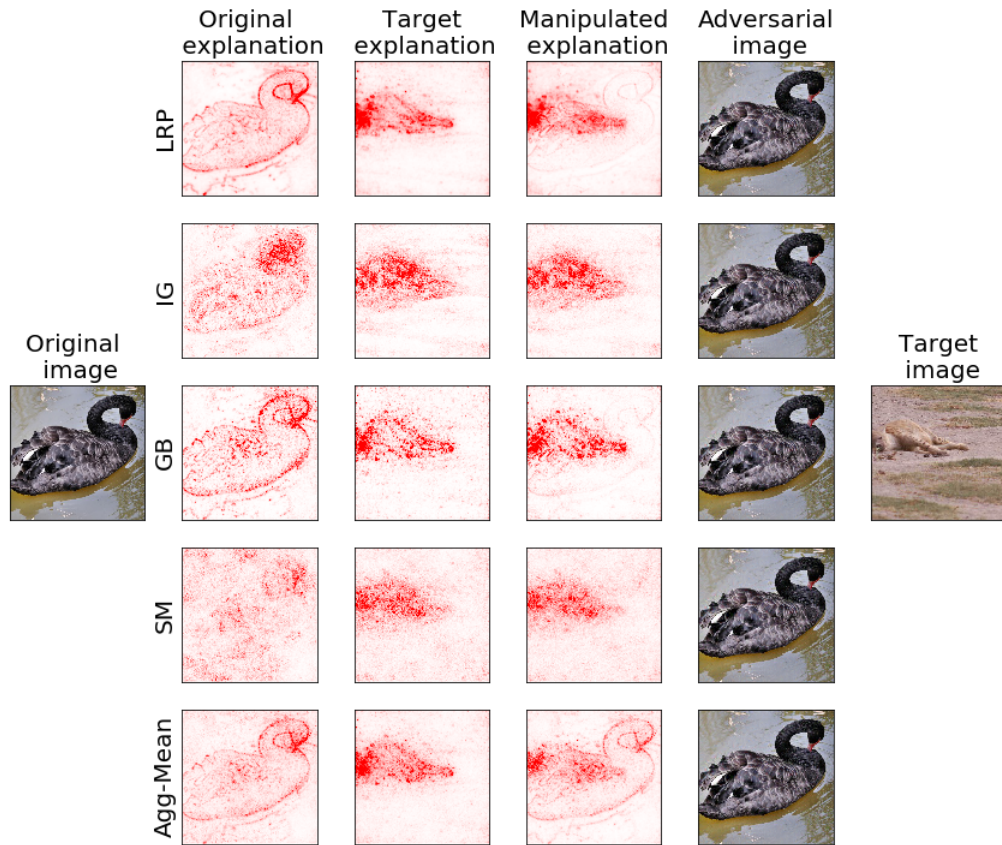 Original
explanation
Target
explanation
Manipulated
explanation
Adversarial
image
LRP
IG
Original
image
Target
image
GB
SM
Agg-Mean